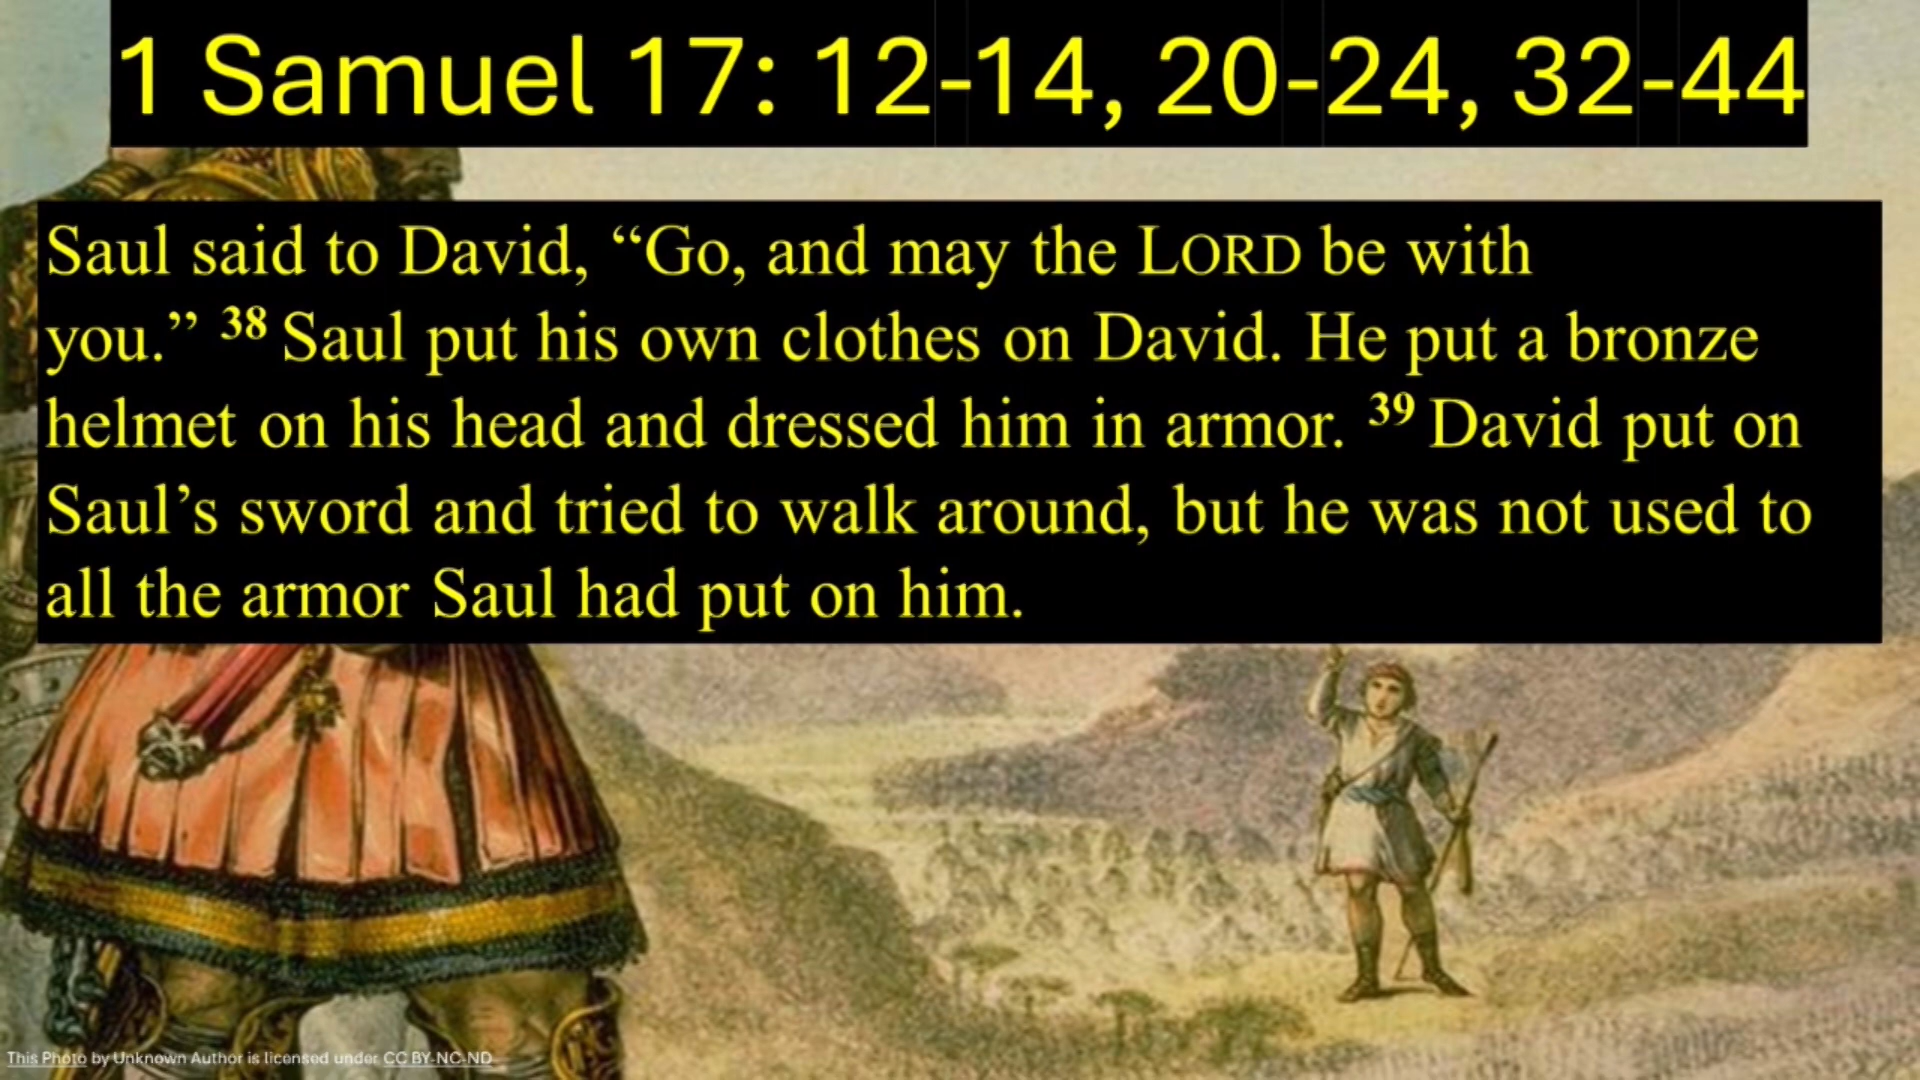 1 Samuel 17: 12-14, 20-24, 32-44
Saul said to David, “Go, and may the LORD be with
you.” 38 Saul put his own clothes on David. He put a bronze
helmet on his head and dressed him in armor. 39 David put on
Saul’s sword and tried to walk around, but he was not used to
all the armor Saul had put on him.
This Photo by Unknown Author is licensed under CC BY-NC-ND